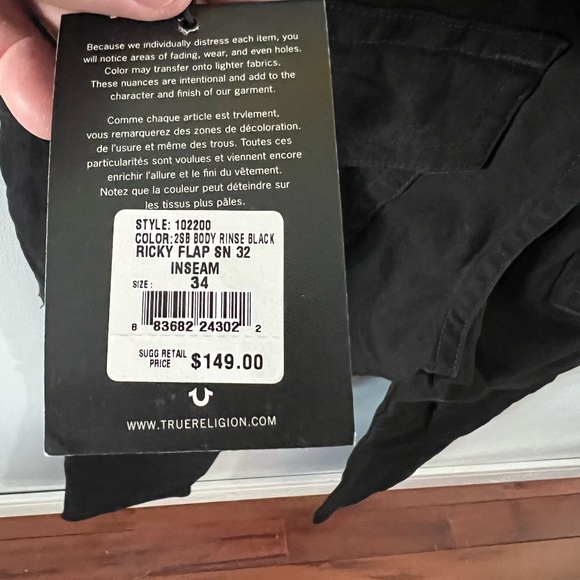 Because we individually distress each item, you
will notice areas of fading, wear, and even holes.
Color may transfer onto lighter fabrics.
These nuances are intentional and add to the
character and finish of our garment.
Comme chaque article est trvlement,
vous remarquerez des zones de décoloration.
de l'usure et même des trous. Toutes ces
particularités sont voulues et viennent encore
enrichir l'allure et le fini du vêtement.
Notez que la couleur peut déteindre sur
les tissus plus pâles.
STYLE: 102200
COLOR: 2SB BODY RINSE BLACK
RICKY FLAP SN 32
INSEAM
SIZE: 34
8 83682 24302 2
SUGG RETAIL
PRICE $149.00
WWW.TRUERELIGION.COM